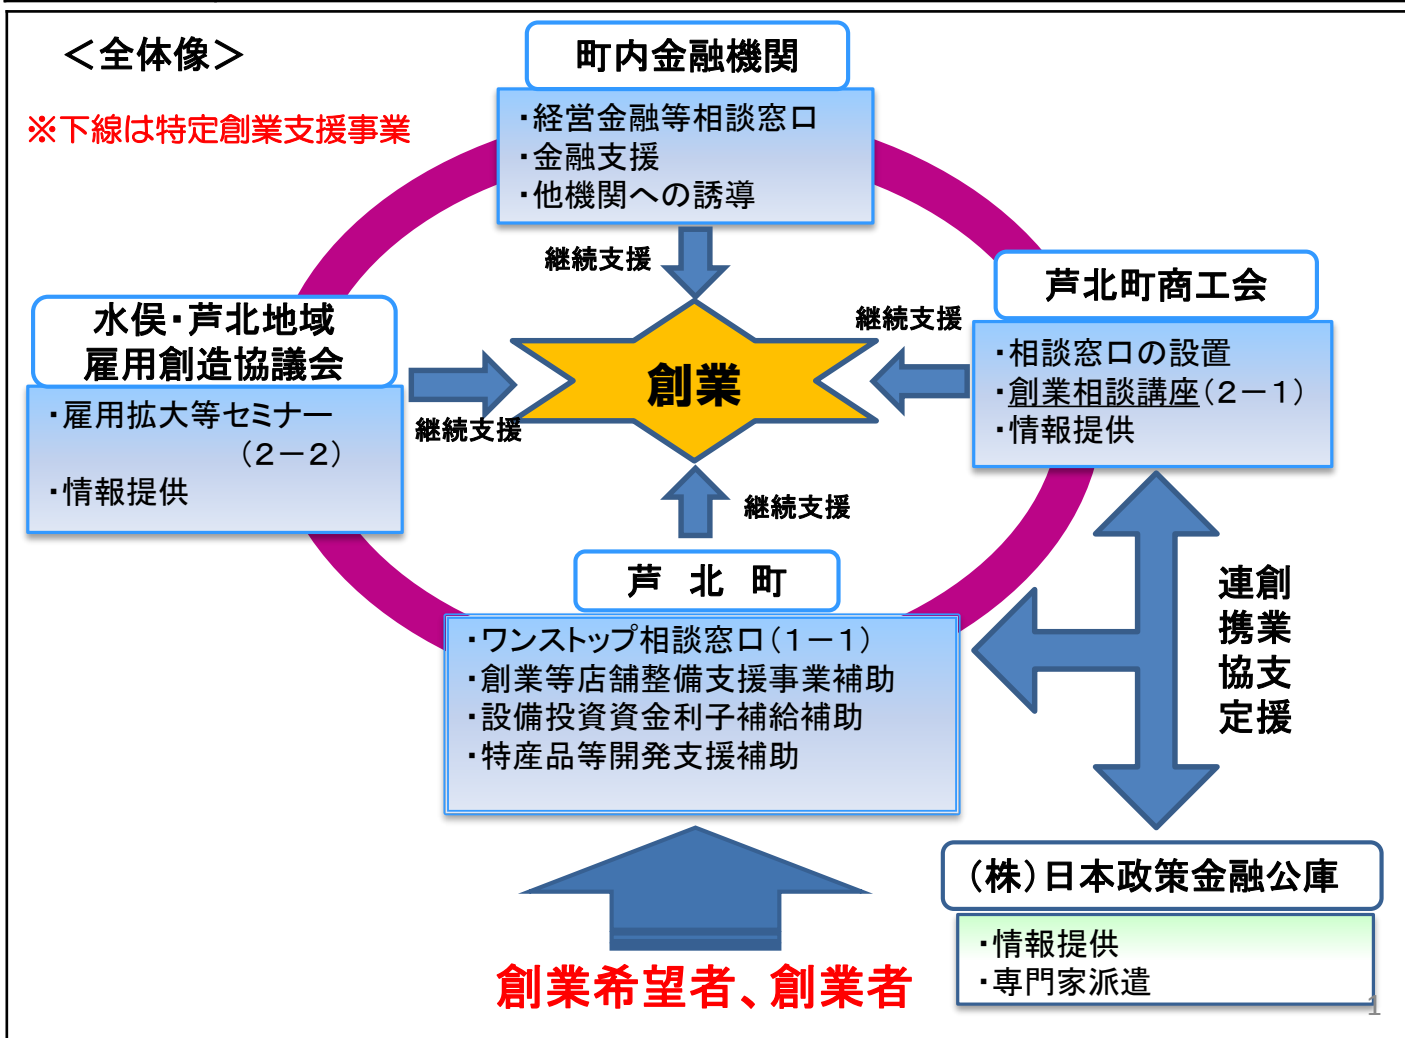 ＜全体像＞
※下線は特定創業支援事業
町内金融機関
・経営金融等相談窓口
・金融支援
・他機関への誘導
継続支援
芦北町商工会
・相談窓口の設置
・創業相談講座（２－１）
・情報提供
継続支援
水俣・芦北地域
雇用創造協議会
・雇用拡大等セミナー
（２－２）
・情報提供
継続支援
創業
継続支援
芦　北　町
・ワンストップ相談窓口（１－１）
・創業等店舗整備支援事業補助
・設備投資資金利子補給補助
・特産品等開発支援補助
創業支援
連携協定
（株）日本政策金融公庫
・情報提供
・専門家派遣
創業希望者、創業者
1